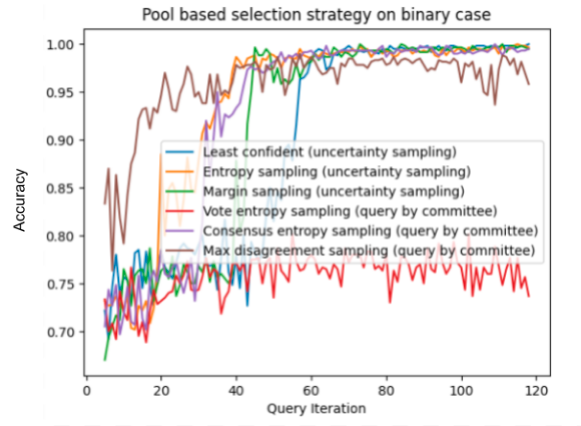 Pool based selection strategy on binary case
1.00
0.95
0.90
0.85
0.80
0.75
0.70
Accuracy
Least confident (uncertainty sampling)
Entropy sampling (uncertainty sampling)
Margin sampling (uncertainty sampling)
Vote entropy sampling (query by committee)
Consensus entropy sampling (query by committee)
Max disagreement sampling (query by committee)
0 20 40 60 80 100 120
Query Iteration